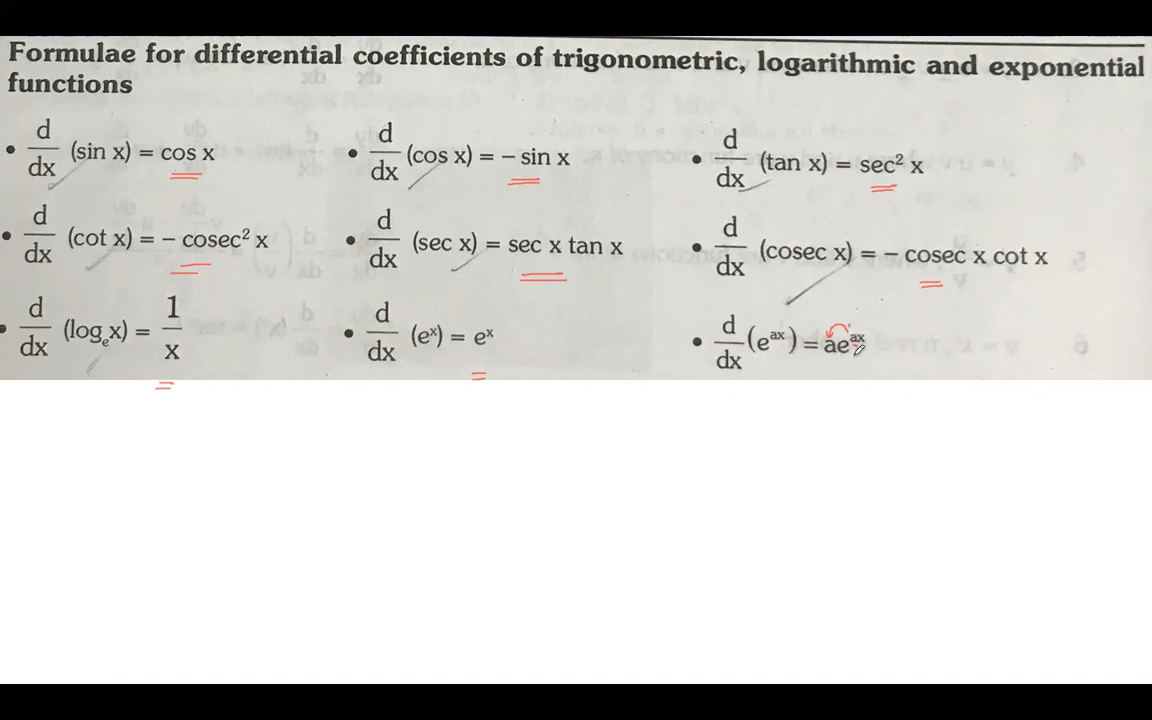 Formulae for differential coefficients of trigonometric, logarithmic and exponential
functions
• d/dx (sin x) = cos x • d/dx (cos x) = – sin x • d/dx (tan x) = sec² x
• d/dx (cot x) = – cosec² x • d/dx (sec x) = sec x tan x • d/dx (cosec x) = – cosec x cot x
• d/dx (logₑx) = 1/x • d/dx (eˣ) = eˣ • d/dx (eᵃˣ) = aeᵃˣ